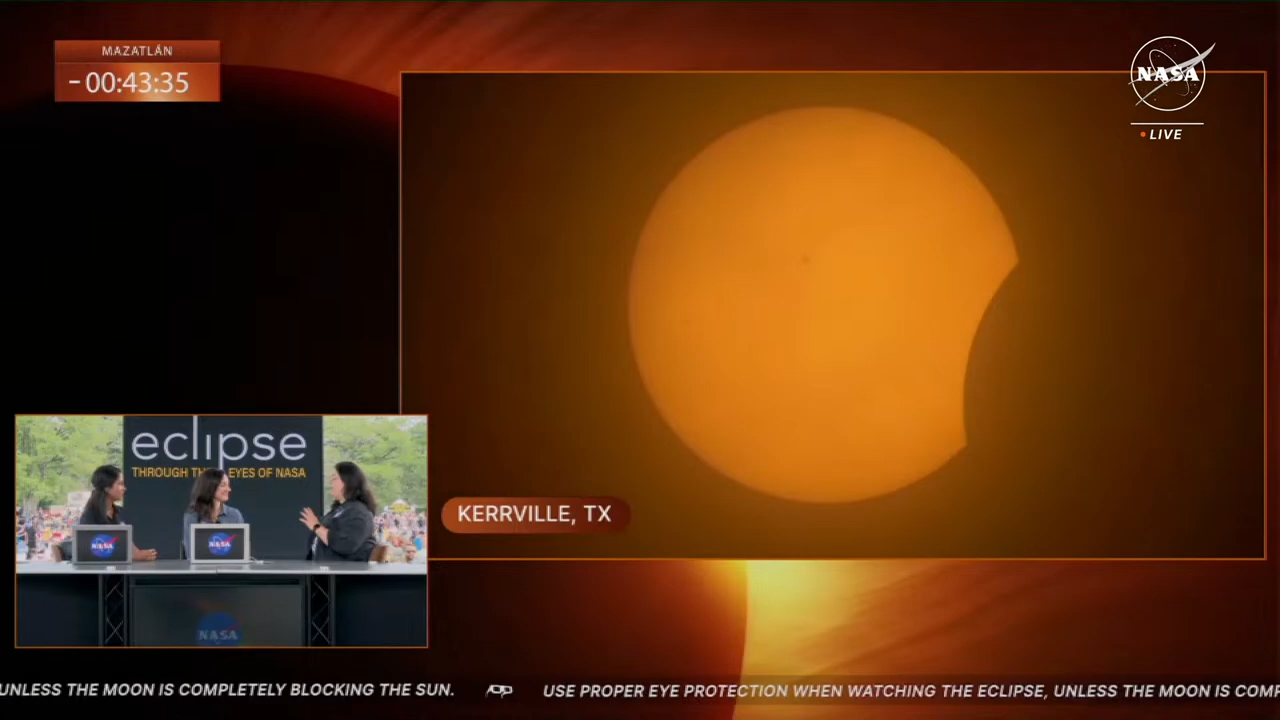 MAZATLÁN
-00:43:35
NASA
LIVE
eclipse
THROUGH THE EYES OF NASA
NASA
NASA
NASA
KERRVILLE, TX
UNLESS THE MOON IS COMPLETELY BLOCKING THE SUN. USE PROPER EYE PROTECTION WHEN WATCHING THE ECLIPSE, UNLESS THE MOON IS COMP